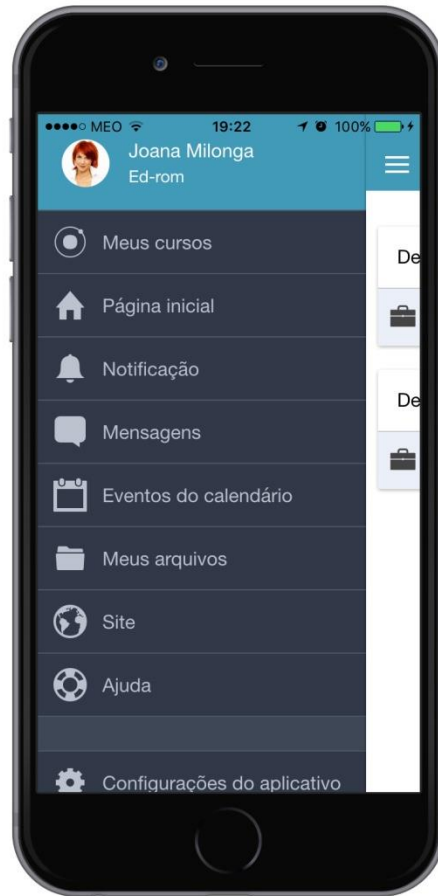 MEO 19:22 100%
Joana Milonga
Ed-rom
Meus cursos
De
Página inicial
Notificação
De
Mensagens
Eventos do calendário
Meus arquivos
Site
Ajuda
Configurações do aplicativo